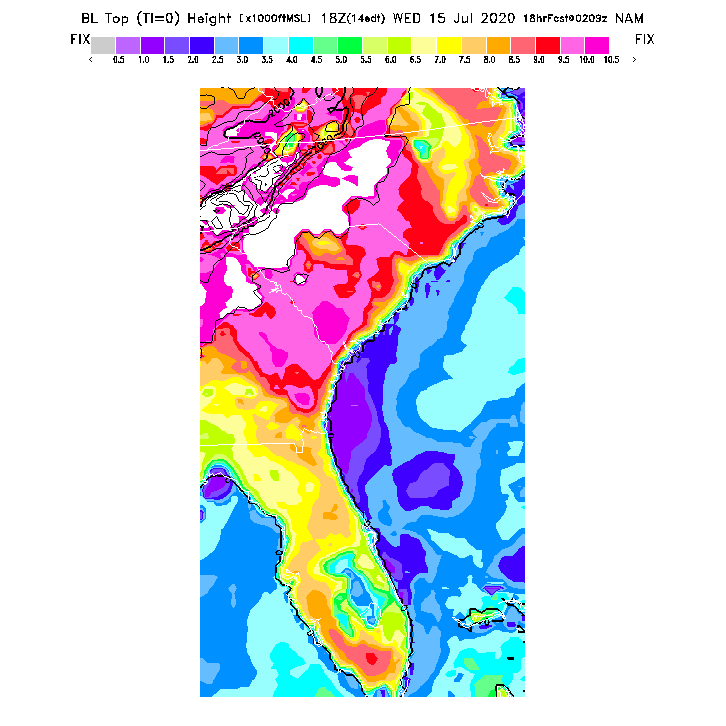 BL Top (TI=0) Height [x1000ftMSL] 18Z(14edt) WED 15 Jul 2020 18hrFcst@0209z NAM
FIX FIX
< 0.5 1.0 1.5 2.0 2.5 3.0 3.5 4.0 4.5 5.0 5.5 6.0 6.5 7.0 7.5 8.0 8.5 9.0 9.5 10.0 10.5 >